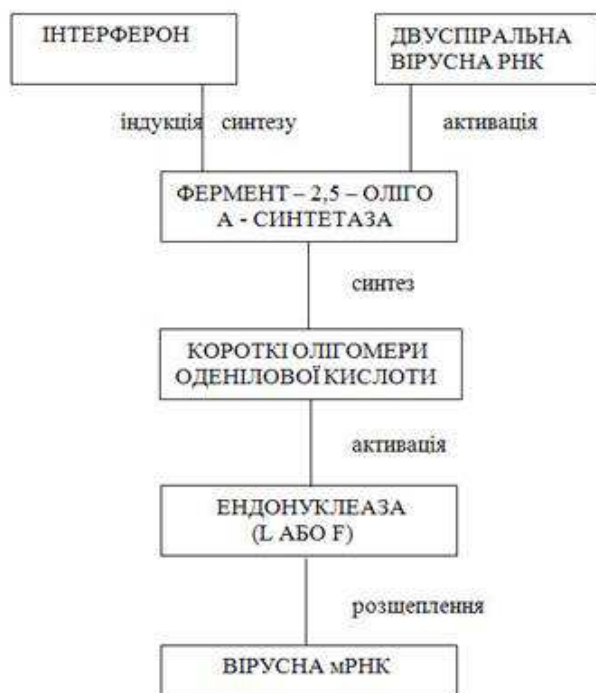 ІНТЕРФЕРОН
ДВУСПІРАЛЬНА
ВІРУСНА РНК
індукція синтезу
активація
ФЕРМЕНТ – 2,5 – ОЛІГО
А - СИНТЕТАЗА
синтез
КОРОТКІ ОЛІГОМЕРИ
ОДЕНІЛОВОЇ КИСЛОТИ
активація
ЕНДОНУКЛЕАЗА
(L АБО F)
розщеплення
ВІРУСНА мРНК